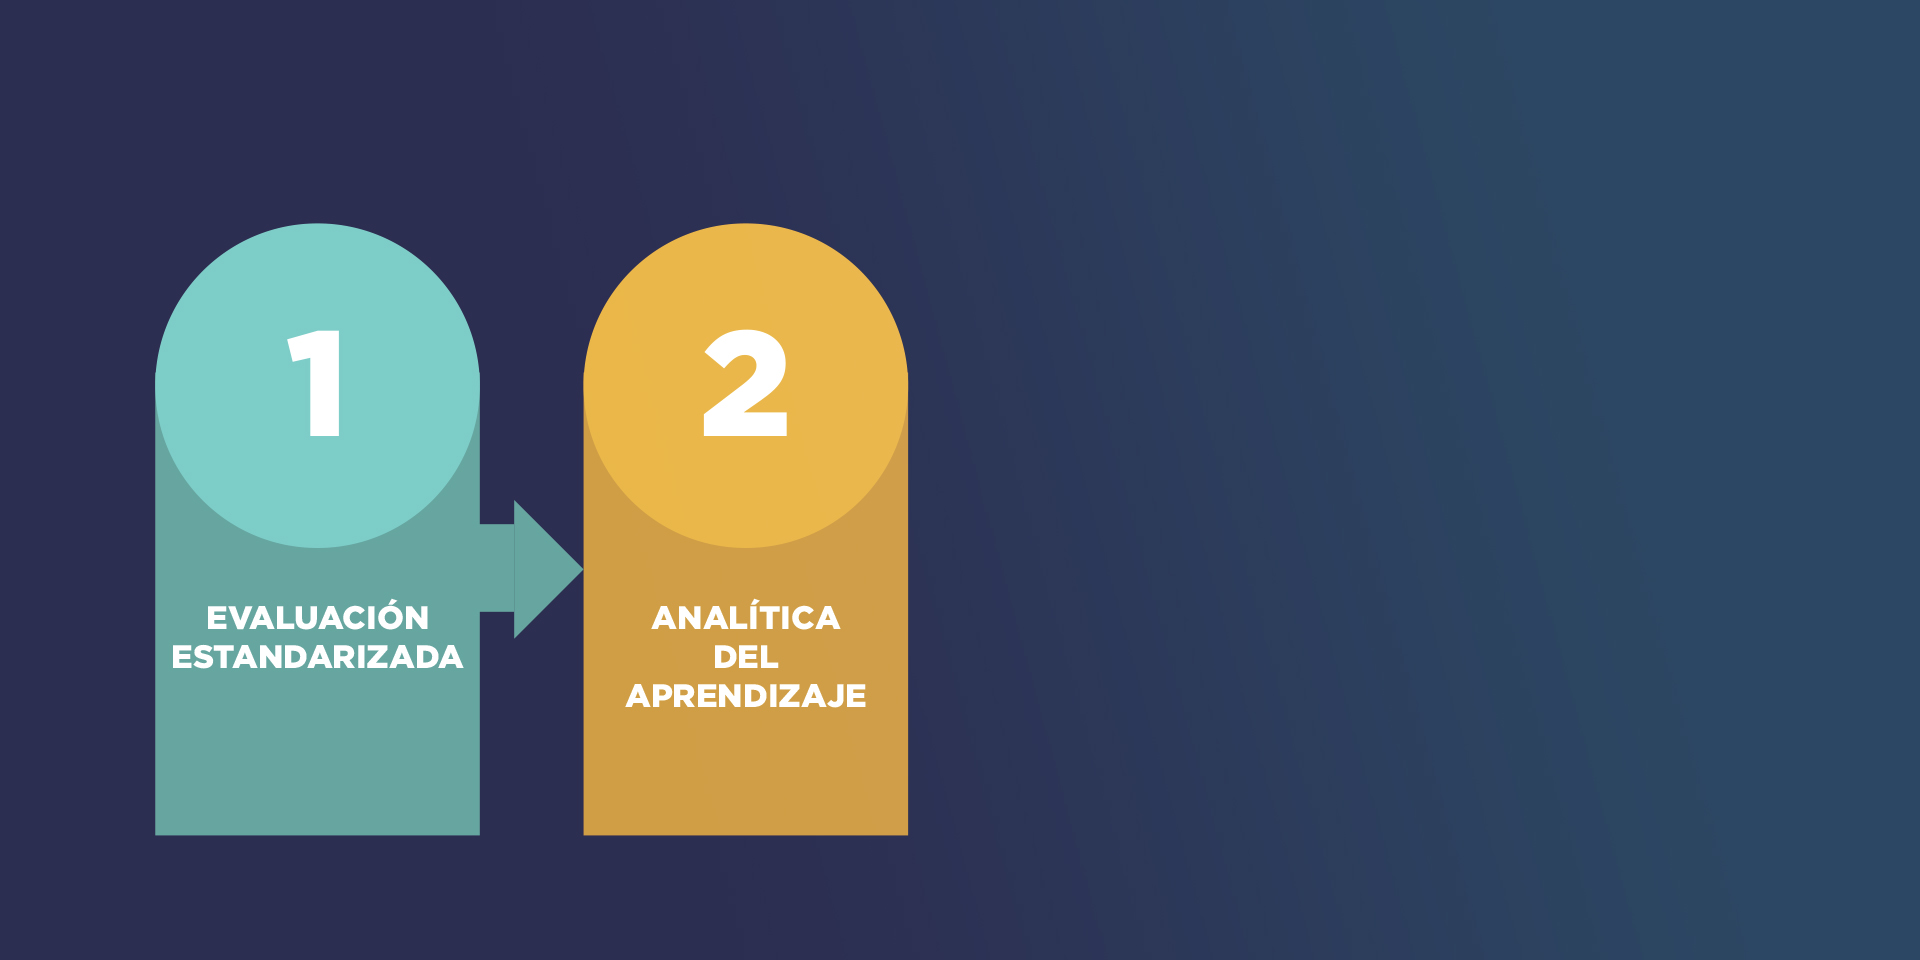 1
EVALUACIÓN
ESTANDARIZADA
2
ANALÍTICA
DEL
APRENDIZAJE